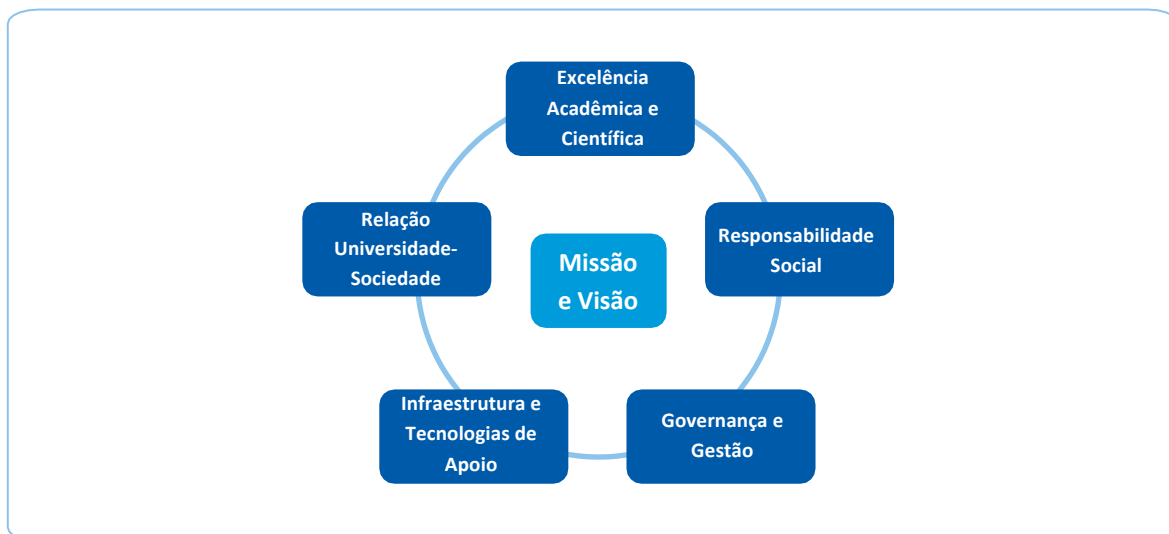 Excelência
Acadêmica e
Científica
Relação
Universidade-
Sociedade
Missão
e Visão
Responsabilidade
Social
Infraestrutura e
Tecnologias de
Apoio
Governança e
Gestão